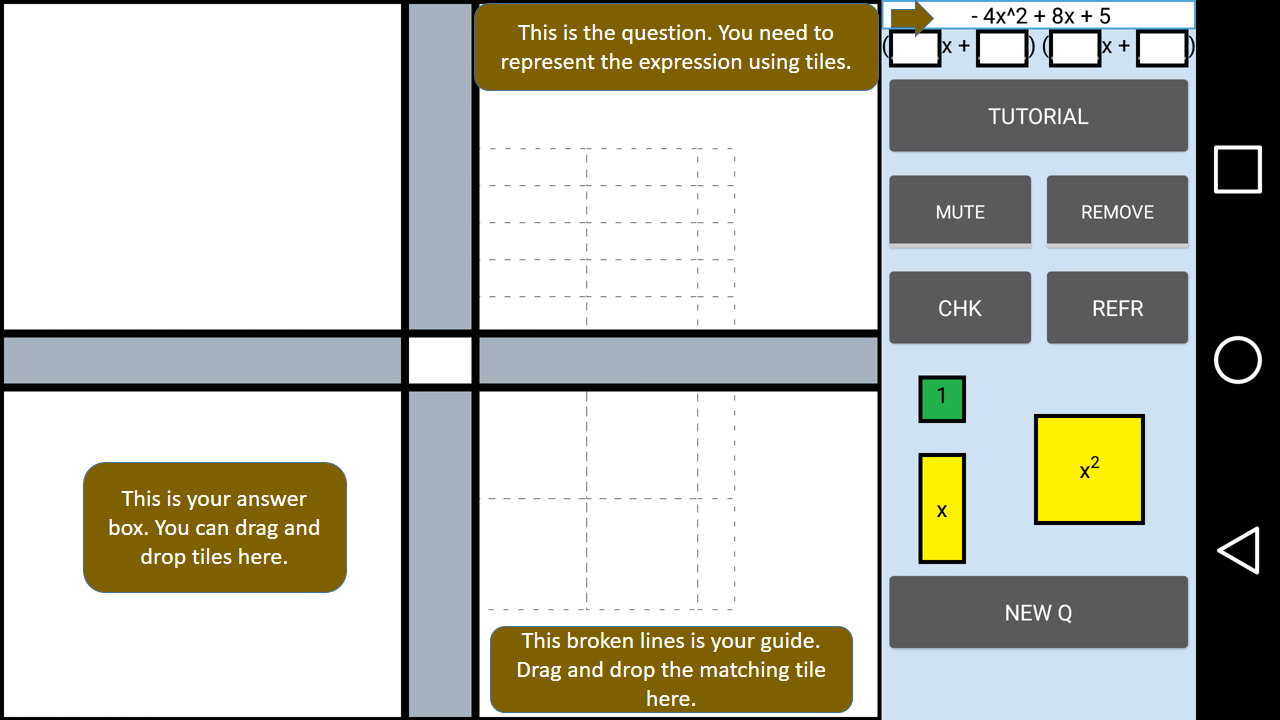 This is the question. You need to
represent the expression using tiles.
- 4x^2 + 8x + 5
( x + ) ( x + )
TUTORIAL
MUTE
REMOVE
CHK
REFR
1
x
x²
This is your answer
box. You can drag and
drop tiles here.
This broken lines is your guide.
Drag and drop the matching tile
here.
NEW Q